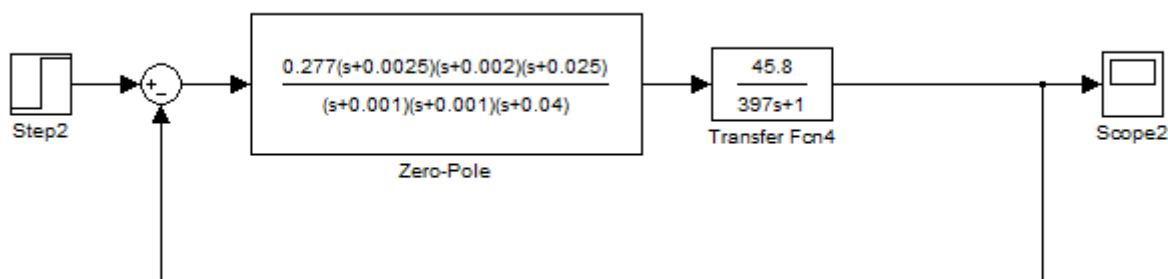 0.277(s+0.0025)(s+0.002)(s+0.025)
(s+0.001)(s+0.001)(s+0.04)
45.8
397s+1
+
−
Step2
Zero-Pole
Transfer Fcn4
Scope2